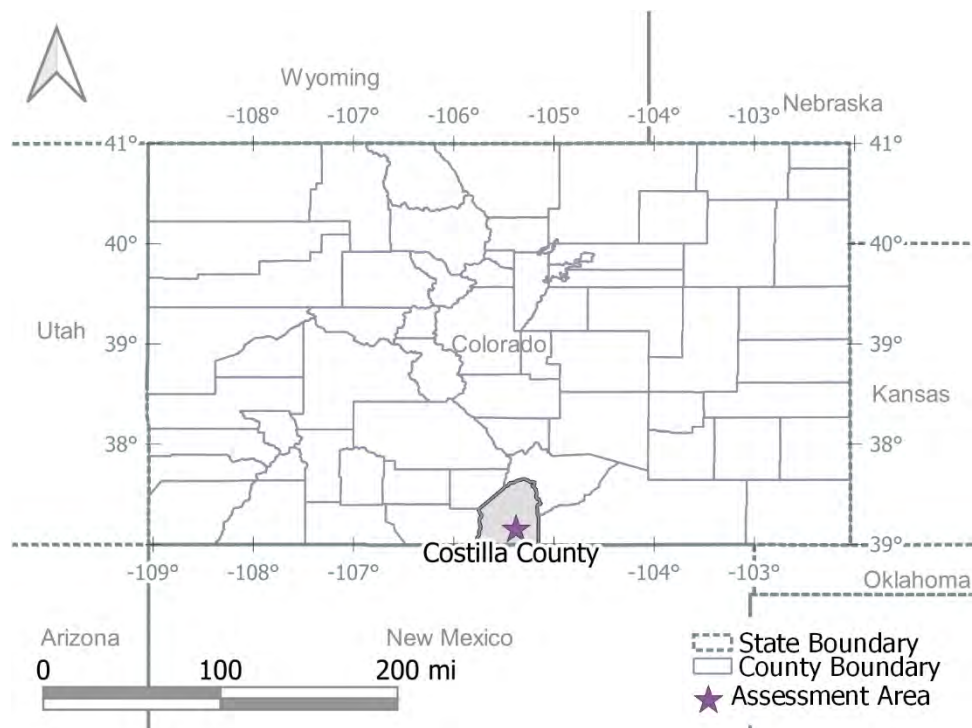 Wyoming
Nebraska
-108° -107° -106° -105° -104° -103°
41° 41°
40° 40°
Utah
39° Colorado 39°
Kansas
38° 38°
39°
Costilla County
-109° -108° -107° -104° -103°
Oklahoma
Arizona New Mexico
0 100 200 mi
State Boundary
County Boundary
Assessment Area